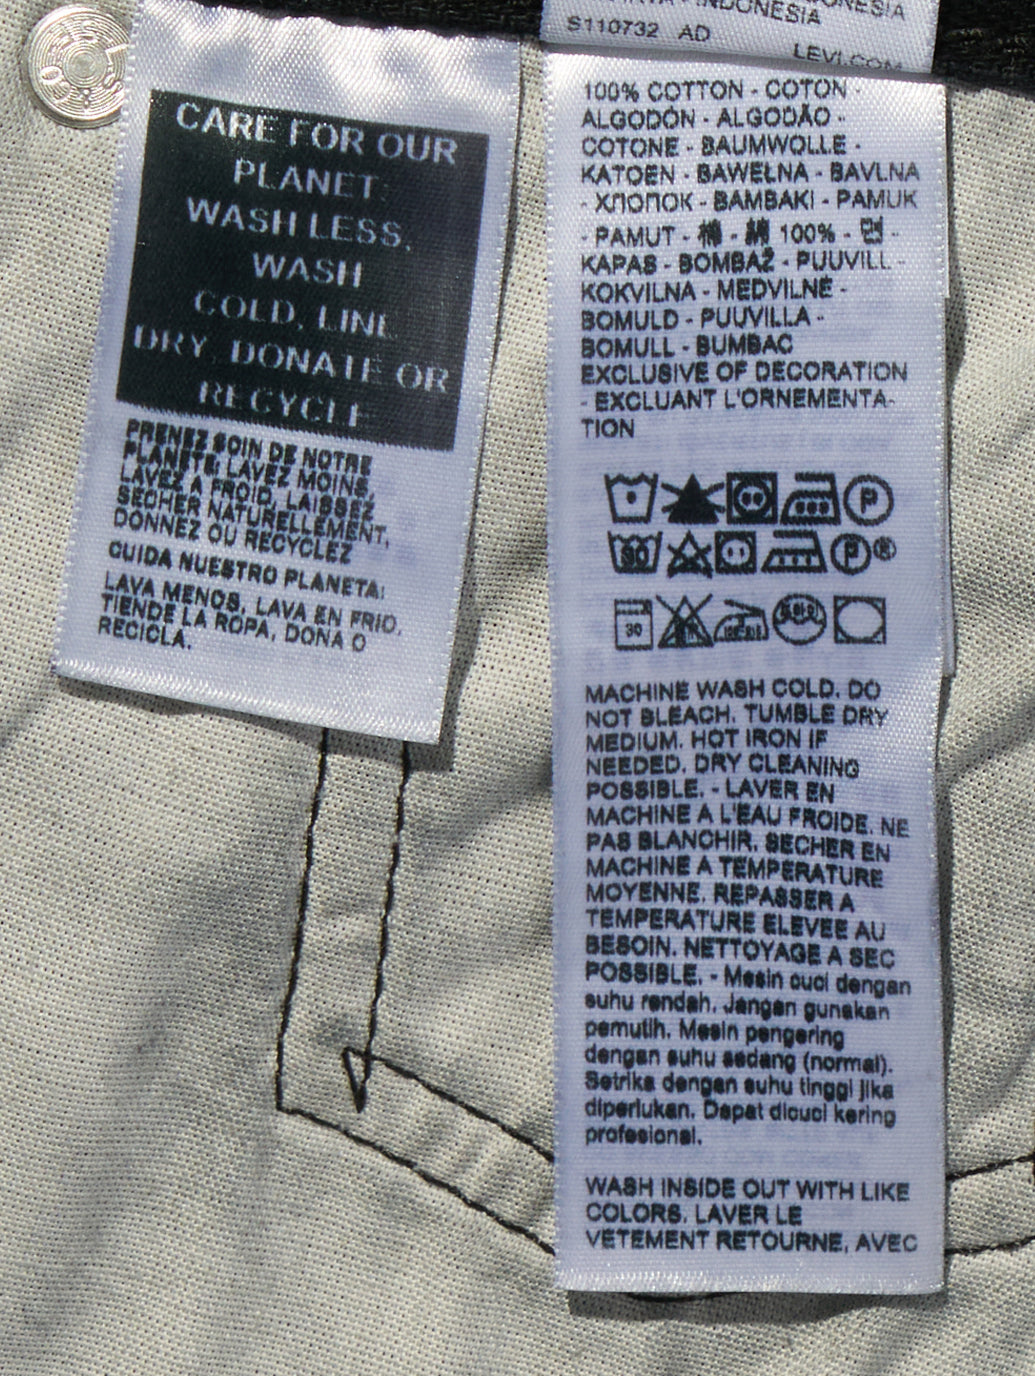 CARE FOR OUR
PLANET:
WASH LESS,
WASH
COLD, LINE
DRY, DONATE OR
RECYCLE
PRENEZ SOIN DE NOTRE
PLANETE: LAVEZ MOINS,
LAVEZ A FROID, LAISSEZ
SECHER NATURELLEMENT,
DONNEZ OU RECYCLEZ
CUIDA NUESTRO PLANETA:
LAVA MENOS, LAVA EN FRIO,
TIENDE LA ROPA, DONA O
RECICLA.
INDONESIA
S110732 AD
LEVI.COM
100% COTTON - COTON -
ALGODÓN - ALGODÃO -
COTONE - BAUMWOLLE -
KATOEN - BAWEŁNA - BAVLNA
- ХЛОПОК - BAMBAKI - PAMUK
- PAMUT - 棉 - 綿 100% - 면 -
KAPAS - BOMBAŽ - PUUVILL -
KOKVILNA - MEDVILNĖ -
BOMULD - PUUVILLA -
BOMULL - BUMBAC
EXCLUSIVE OF DECORATION
- EXCLUANT L'ORNEMENTA-
TION
P
30 P ®
30
MACHINE WASH COLD. DO
NOT BLEACH. TUMBLE DRY
MEDIUM. HOT IRON IF
NEEDED. DRY CLEANING
POSSIBLE. - LAVER EN
MACHINE A L'EAU FROIDE. NE
PAS BLANCHIR. SECHER EN
MACHINE A TEMPERATURE
MOYENNE. REPASSER A
TEMPERATURE ELEVEE AU
BESOIN. NETTOYAGE A SEC
POSSIBLE. - Mesin cuci dengan
suhu rendah. Jangan gunakan
pemutih. Mesin pengering
dengan suhu sedang (normal).
Setrika dengan suhu tinggi jika
diperlukan. Dapat dicuci kering
profesional.
WASH INSIDE OUT WITH LIKE
COLORS. LAVER LE
VETEMENT RETOURNE, AVEC